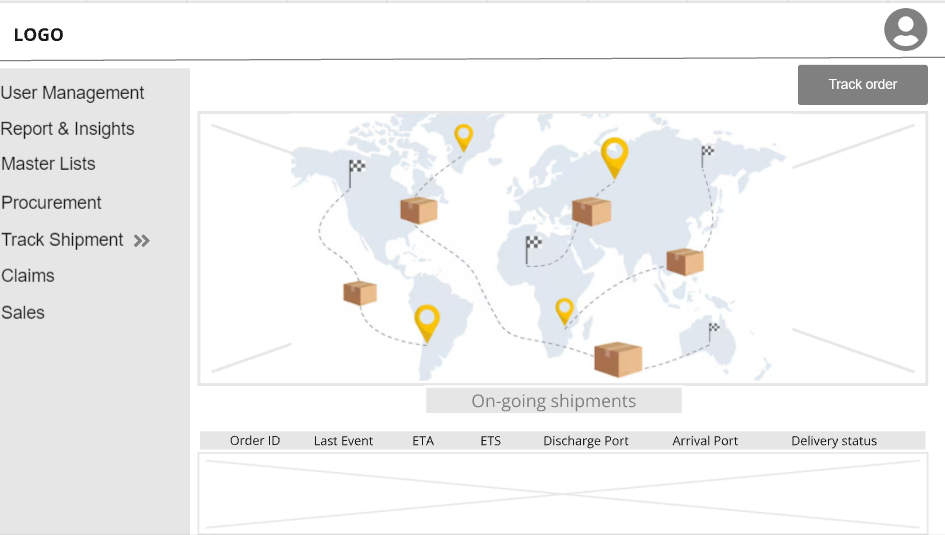 LOGO
Track order
User Management
Report & Insights
Master Lists
Procurement
Track Shipment
Claims
Sales
On-going shipments
Order ID Last Event ETA ETS Discharge Port Arrival Port Delivery status